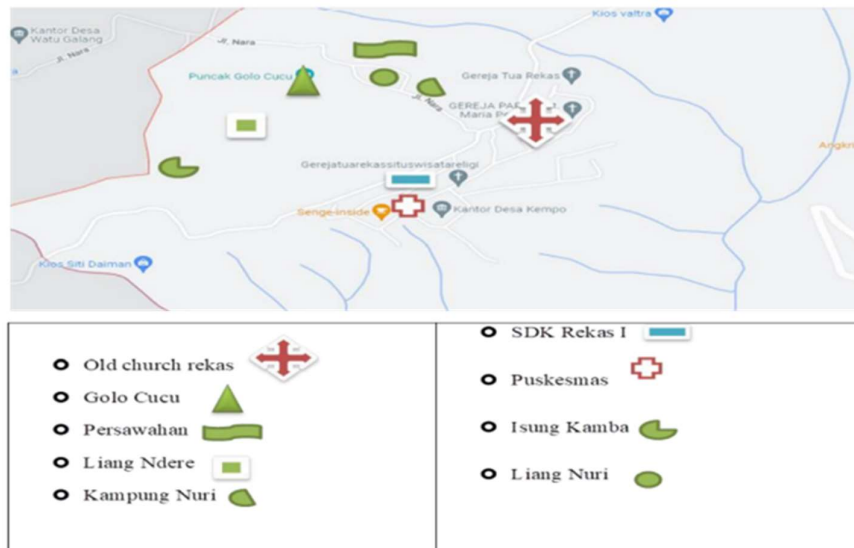 Kios valtra
Kantor Desa
Watu Galang
Jl. Nara
Jl. Nara
Puncak Golo Cucu
Gereja Tua Rekas
Jl. Nara
GEREJA PAR
Maria P
Angkri
Gerejatuarekassituswisatareligi
Senge-inside
Kantor Desa Kempo
Kios Siti Daiman
Old church rekas
Golo Cucu
Persawahan
Liang Ndere
Kampung Nuri
SDK Rekas I
Puskesmas
Isung Kamba
Liang Nuri